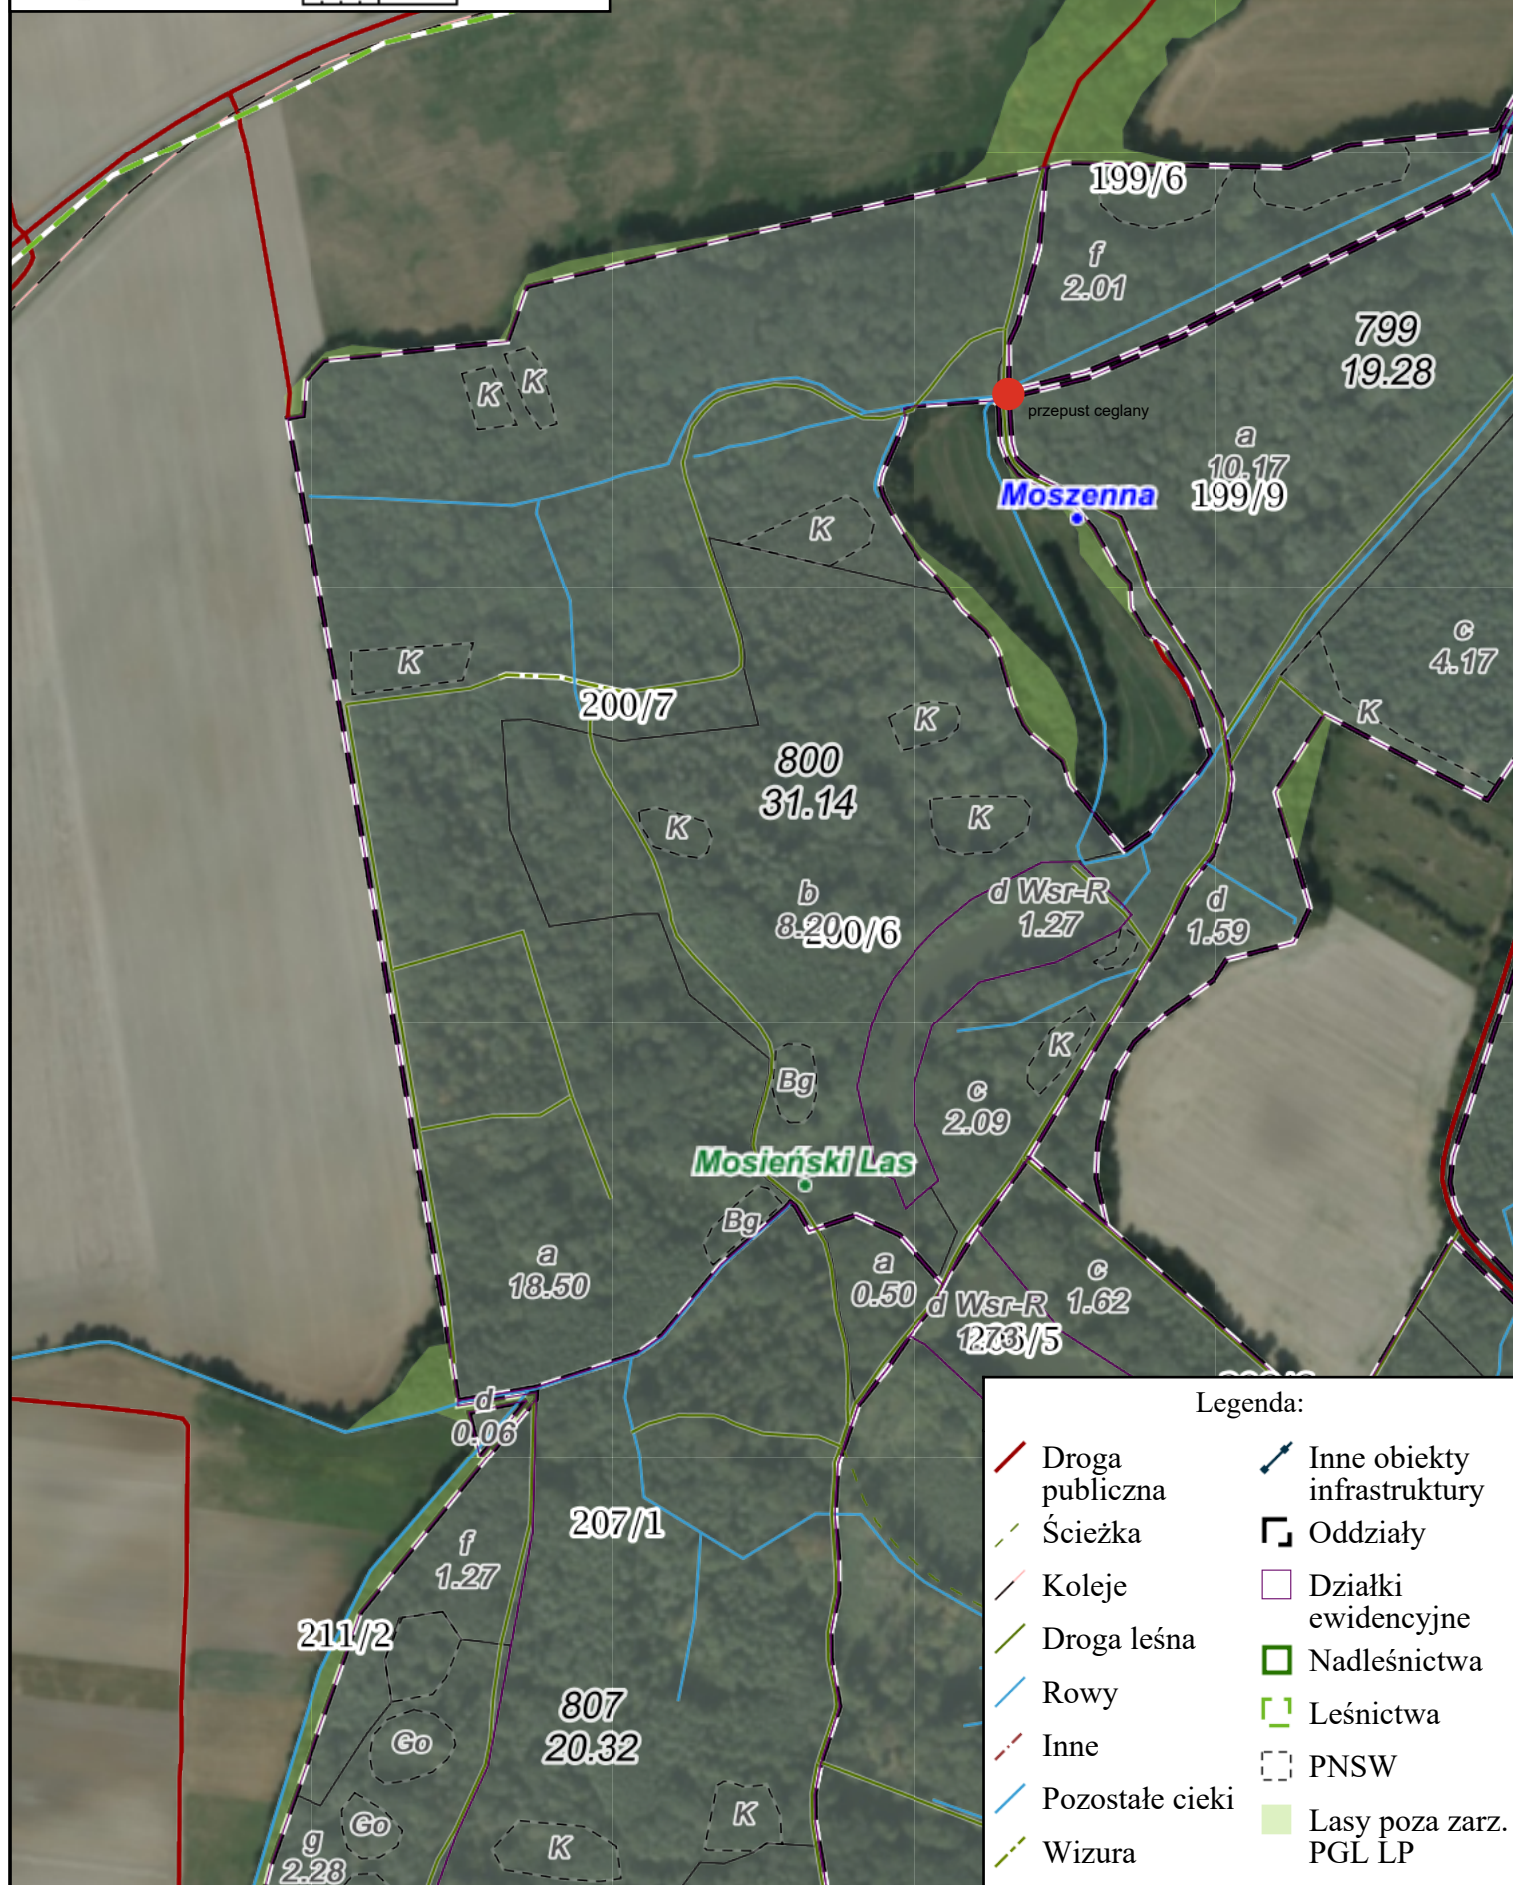 199/6
f
2.01
799
19.28
K
K
przepust ceglany
a
10.17
199/9
Moszenna
K
c
4.17
K
K
200/7
K
800
31.14
K
K
b
8.20
200/6
d Wsr-R
1.27
d
1.59
K
Bg
c
2.09
Mosieński Las
Bg
a
18.50
a
0.50
c
1.62
d Wsr-R
d
0.06
207/1
f
1.27
211/2
807
20.32
Go
Go
K
K
g
2.28
Legenda:
Droga
publiczna
Ścieżka
Koleje
Droga leśna
Rowy
Inne
Pozostałe cieki
Wizura
Inne obiekty
infrastruktury
Oddziały
Działki
ewidencyjne
Nadleśnictwa
Leśnictwa
PNSW
Lasy poza zarz.
PGL LP